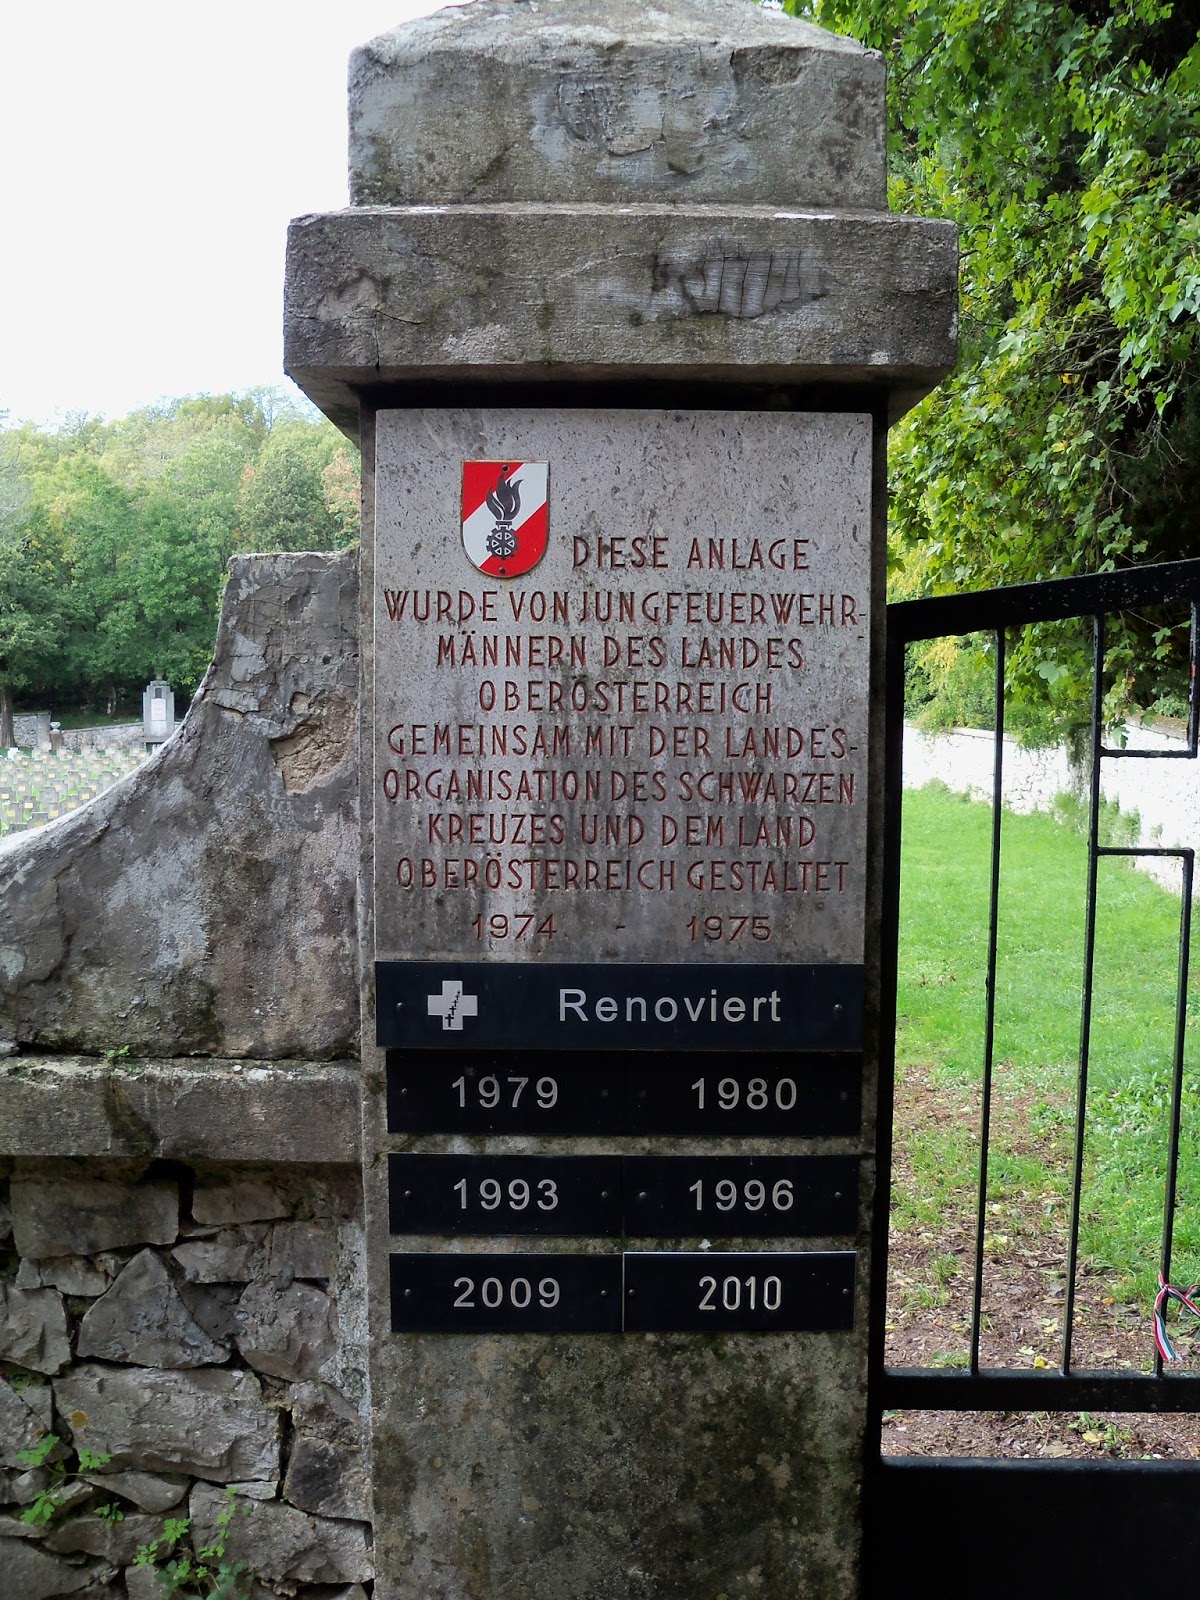 DIESE ANLAGE
WURDE VON JUNGFEUERWEHR-
MÄNNERN DES LANDES
OBERÖSTERREICH
GEMEINSAM MIT DER LANDES-
ORGANISATION DES SCHWARZEN
KREUZES UND DEM LAND
OBERÖSTERREICH GESTALTET
1974 - 1975
Renoviert
1979 1980
1993 1996
2009 2010